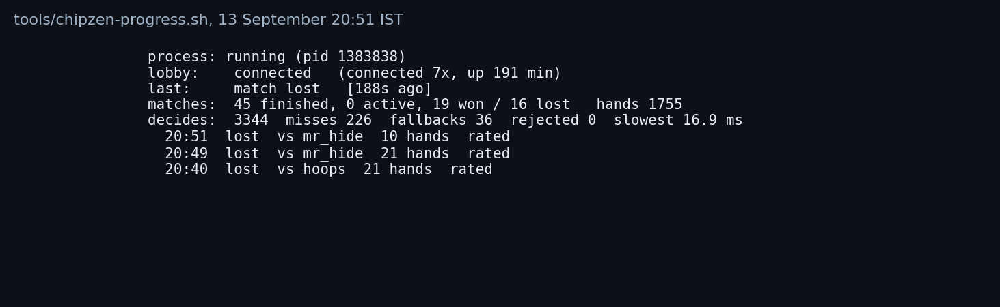 tools/chipzen-progress.sh, 13 September 20:51 IST
process: running (pid 1383838)
lobby:    connected   (connected 7x, up 191 min)
last:     match lost   [188s ago]
matches:  45 finished, 0 active, 19 won / 16 lost   hands 1755
decides:  3344  misses 226  fallbacks 36  rejected 0  slowest 16.9 ms
20:51  lost  vs mr_hide  10 hands  rated
20:49  lost  vs mr_hide  21 hands  rated
20:40  lost  vs hoops  21 hands  rated